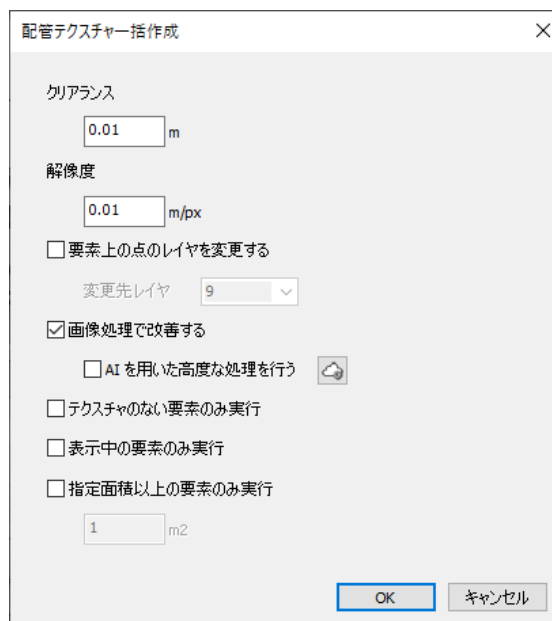 配管テクスチャー括作成
クリアランス
0.01 m
解像度
0.01 m/px
要素上の点のレイヤを変更する
変更先レイヤ 9
画像処理で改善する
AIを用いた高度な処理を行う
テクスチャのない要素のみ実行
表示中の要素のみ実行
指定面積以上の要素のみ実行
1 m2
OK キャンセル